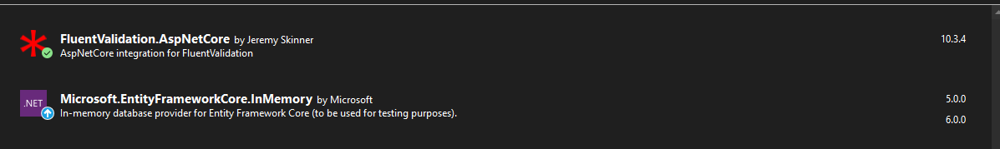 FluentValidation.AspNetCore by Jeremy Skinner 10.3.4
AspNetCore integration for FluentValidation
.NET Microsoft.EntityFrameworkCore.InMemory by Microsoft 5.0.0
In-memory database provider for Entity Framework Core (to be used for testing purposes). 6.0.0